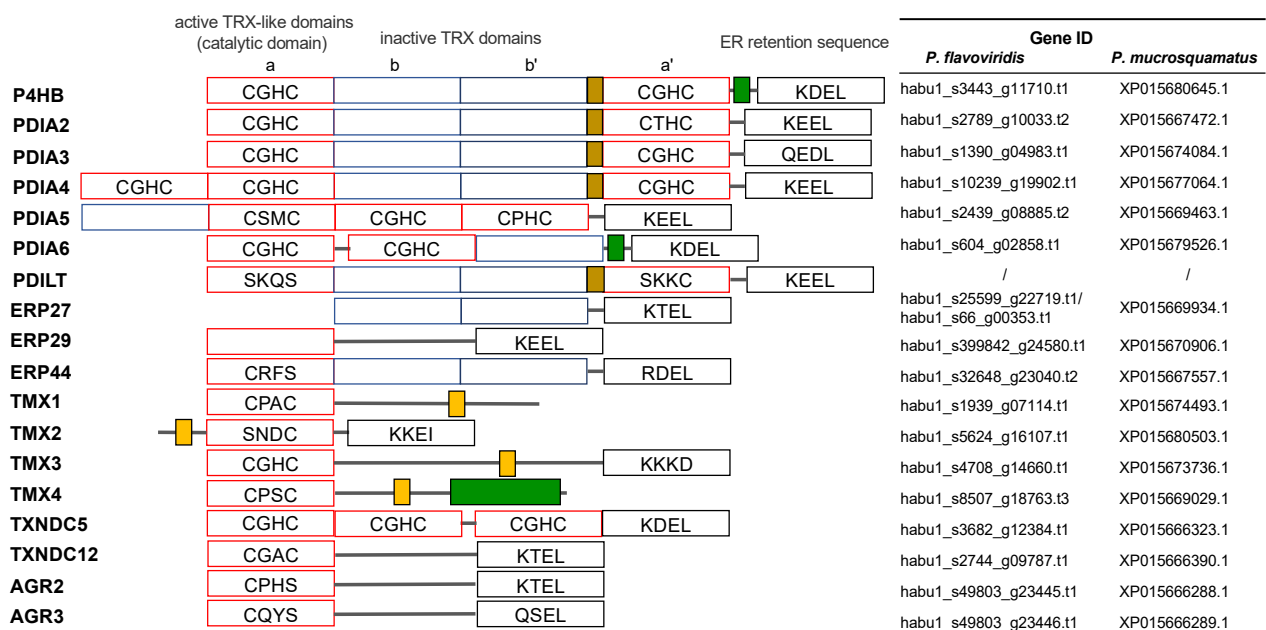 active TRX-like domains
(catalytic domain)
inactive TRX domains
ER retention sequence
a b b' a'
Gene ID
P. flavoviridis P. mucrosquamatus
P4HB CGHC CGHC KDEL habu1_s3443_g11710.t1 XP015680645.1
PDIA2 CGHC CTHC KEEL habu1_s2789_g10033.t2 XP015667472.1
PDIA3 CGHC CGHC QEDL habu1_s1390_g04983.t1 XP015674084.1
PDIA4 CGHC CGHC CGHC KEEL habu1_s10239_g19902.t1 XP015677064.1
PDIA5 CSMC CGHC CPHC KEEL habu1_s2439_g08885.t2 XP015669463.1
PDIA6 CGHC CGHC KDEL habu1_s604_g02858.t1 XP015679526.1
PDILT SKQS SKKC KEEL / /
ERP27 KTEL habu1_s25599_g22719.t1/
habu1_s66_g00353.t1 XP015669934.1
ERP29 KEEL habu1_s399842_g24580.t1 XP015670906.1
ERP44 CRFS RDEL habu1_s32648_g23040.t2 XP015667557.1
TMX1 CPAC habu1_s1939_g07114.t1 XP015674493.1
TMX2 SNDC KKEI habu1_s5624_g16107.t1 XP015680503.1
TMX3 CGHC KKKD habu1_s4708_g14660.t1 XP015673736.1
TMX4 CPSC habu1_s8507_g18763.t3 XP015669029.1
TXNDC5 CGHC CGHC CGHC KDEL habu1_s3682_g12384.t1 XP015666323.1
TXNDC12 CGAC KTEL habu1_s2744_g09787.t1 XP015666390.1
AGR2 CPHS KTEL habu1_s49803_g23445.t1 XP015666288.1
AGR3 CQYS QSEL habu1_s49803_g23446.t1 XP015666289.1